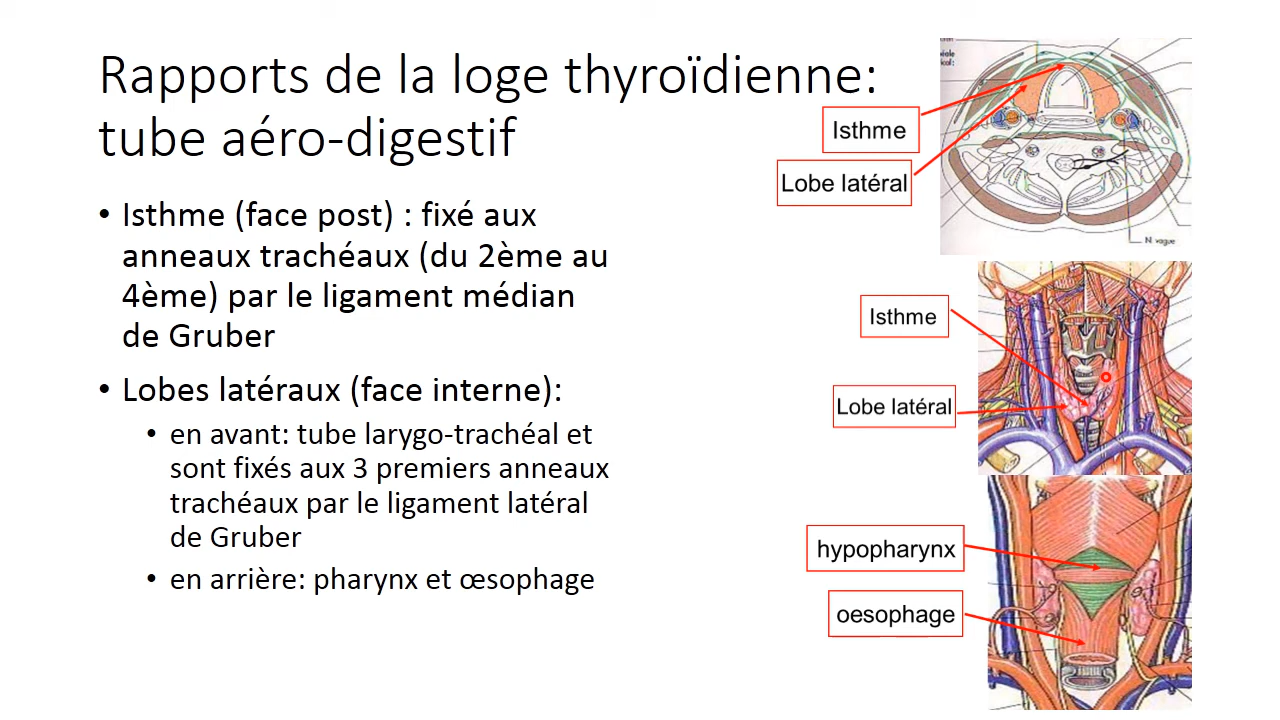 Rapports de la loge thyroïdienne:
tube aéro-digestif
• Isthme (face post) : fixé aux
anneaux trachéaux (du 2ème au
4ème) par le ligament médian
de Gruber
• Lobes latéraux (face interne):
• en avant: tube larygo-trachéal et
sont fixés aux 3 premiers anneaux
trachéaux par le ligament latéral
de Gruber
• en arrière: pharynx et œsophage
Isthme
Lobe latéral
N. vague
Isthme
Lobe latéral
hypopharynx
oesophage